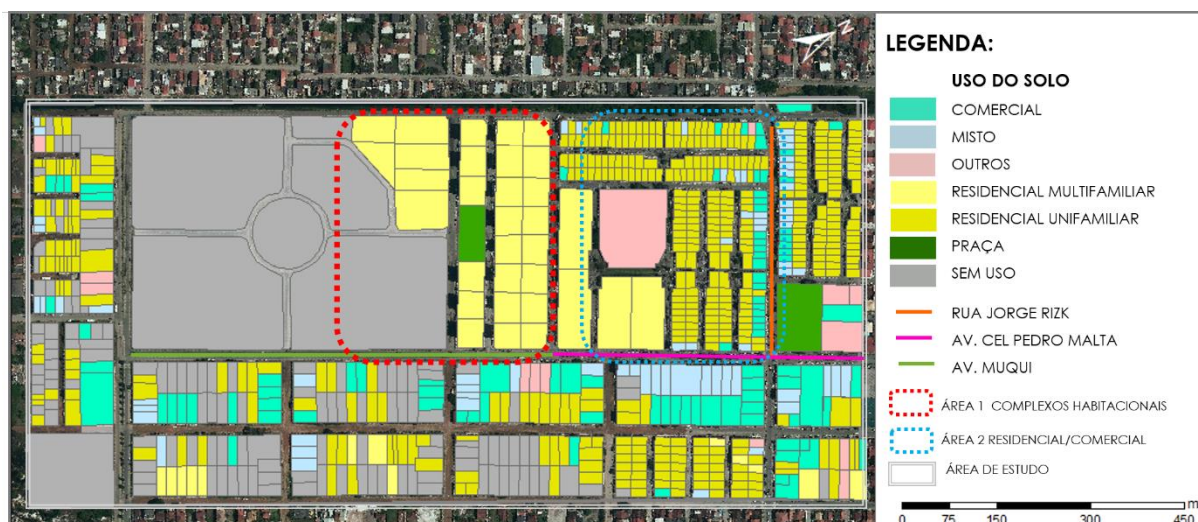 N
LEGENDA:
USO DO SOLO
COMERCIAL
MISTO
OUTROS
RESIDENCIAL MULTIFAMILIAR
RESIDENCIAL UNIFAMILIAR
PRAÇA
SEM USO
RUA JORGE RIZK
AV. CEL PEDRO MALTA
AV. MUQUI
ÁREA 1 COMPLEXOS HABITACIONAIS
ÁREA 2 RESIDENCIAL/COMERCIAL
ÁREA DE ESTUDO
m
0 75 150 300 450